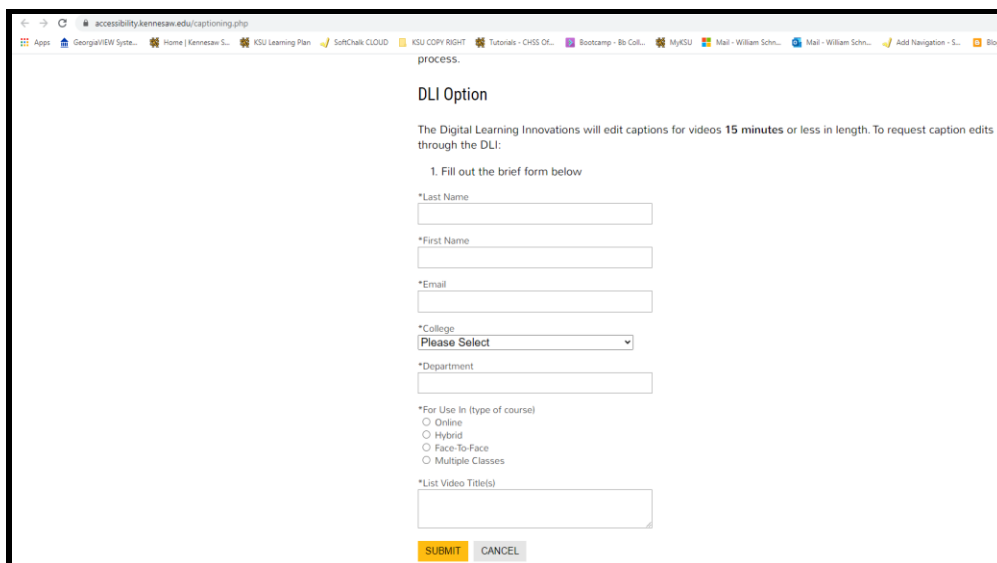 accessibility.kennesaw.edu/captioning.php
Apps GeorgiaVIEW Syste... Home | Kennesaw S... KSU Learning Plan SoftChalk CLOUD KSU COPY RIGHT Tutorials - CHSS Of... Bootcamp - Bb Coll... MyKSU Mail - William Schn... Mail - William Schn... Add Navigation - S... Blo
process.
DLI Option
The Digital Learning Innovations will edit captions for videos 15 minutes or less in length. To request caption edits
through the DLI:
1. Fill out the brief form below
*Last Name
*First Name
*Email
*College
Please Select
*Department
*For Use In (type of course)
Online
Hybrid
Face-To-Face
Multiple Classes
*List Video Title(s)
SUBMIT CANCEL